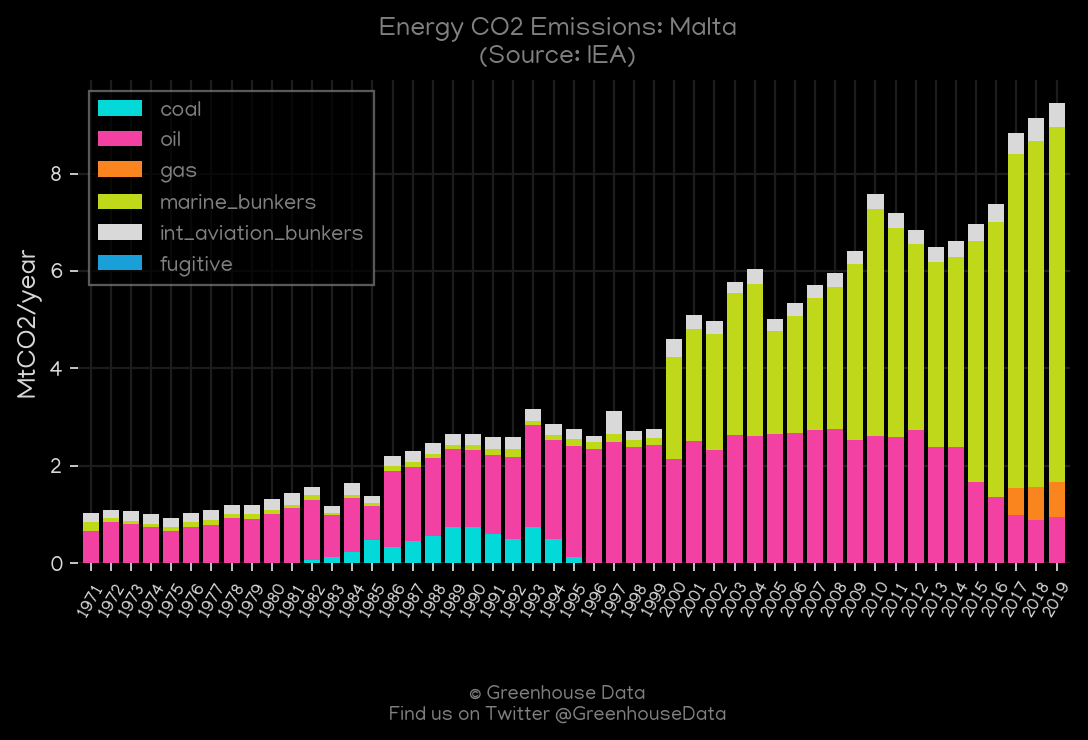 Energy CO2 Emissions: Malta
(Source: IEA)
coal
oil
gas
marine_bunkers
int_aviation_bunkers
fugitive
MtCO2/year
8
6
4
2
0
1971 1972 1973 1974 1975 1976 1977 1978 1979 1980 1981 1982 1983 1984 1985 1986 1987 1988 1989 1990 1991 1992 1993 1994 1995 1996 1997 1998 1999 2000 2001 2002 2003 2004 2005 2006 2007 2008 2009 2010 2011 2012 2013 2014 2015 2016 2017 2018 2019
© Greenhouse Data
Find us on Twitter @GreenhouseData